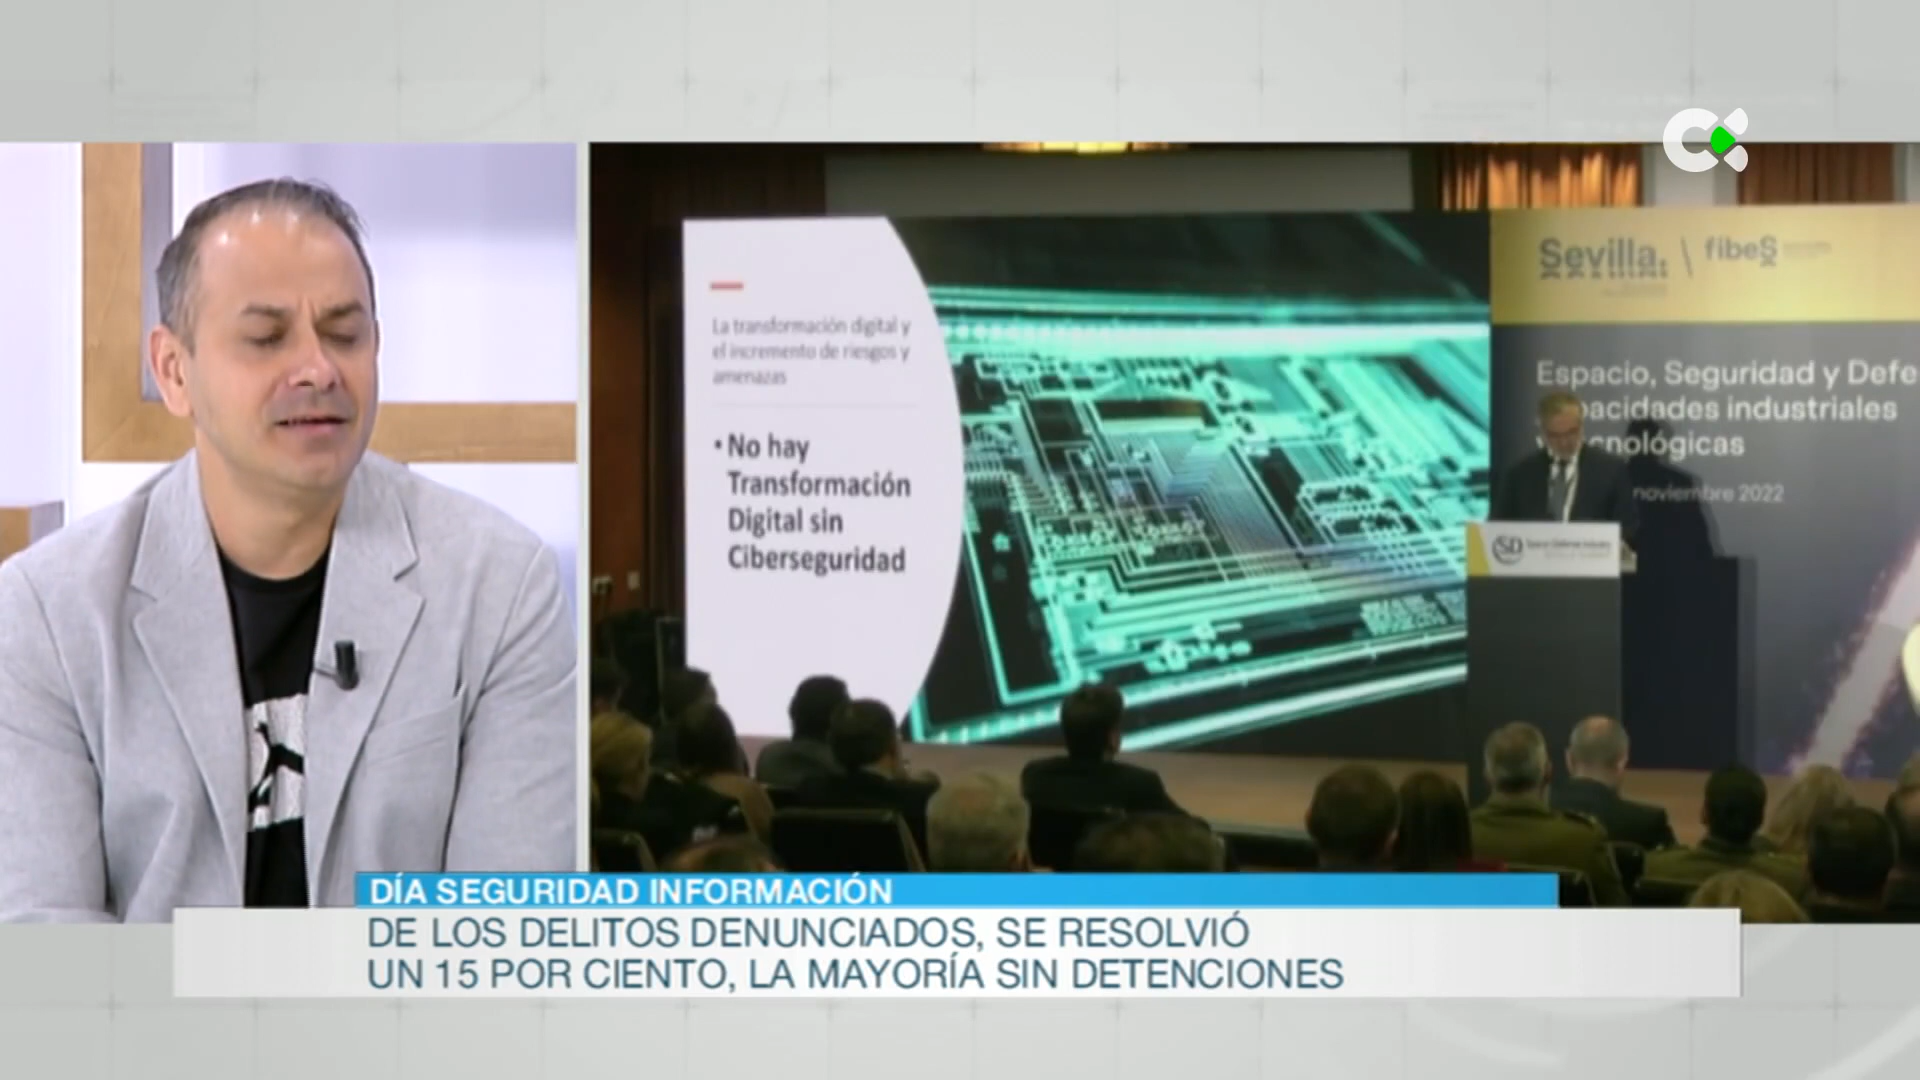 La transformación digital y
el incremento de riesgos y
amenazas
• No hay
Transformación
Digital sin
Ciberseguridad
Sevilla. fibes
Espacio, Seguridad y Defe
pacidades industriales
cnológicas
noviembre 2022
SD
DÍA SEGURIDAD INFORMACIÓN
DE LOS DELITOS DENUNCIADOS, SE RESOLVIÓ
UN 15 POR CIENTO, LA MAYORÍA SIN DETENCIONES